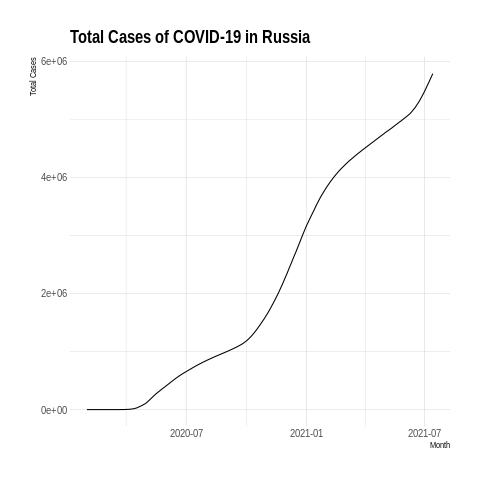 Total Cases of COVID-19 in Russia
Total Cases
6e+06
4e+06
2e+06
0e+00
2020-07
2021-01
2021-07
Month